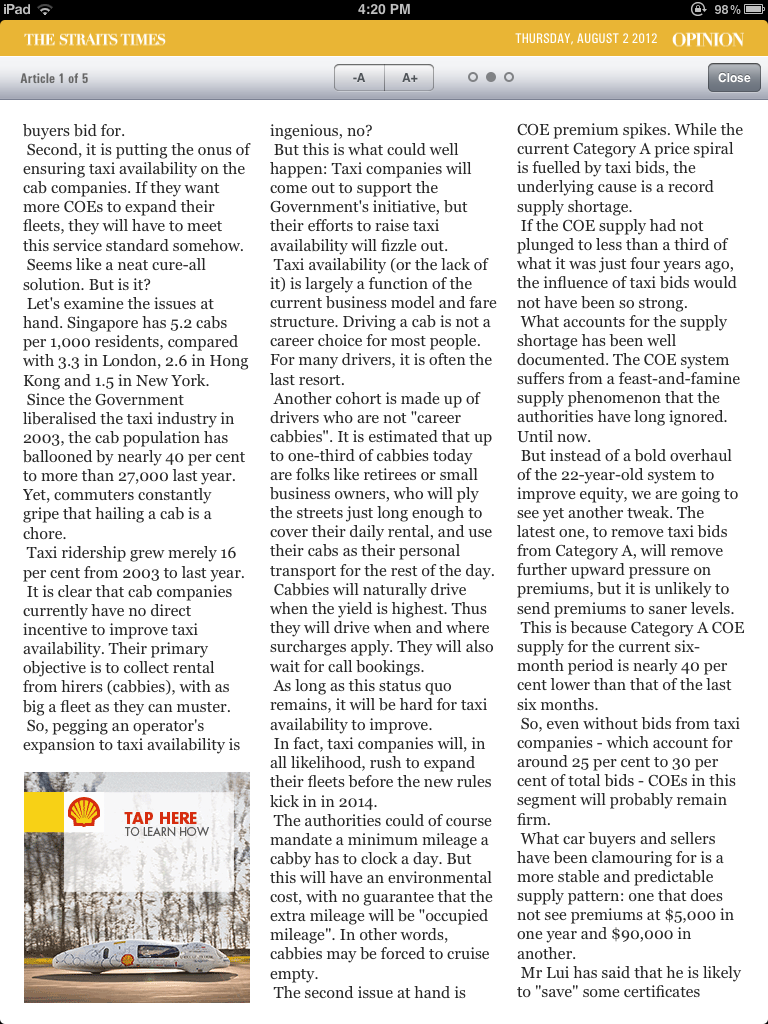 iPad
4:20 PM
98%
THE STRAITS TIMES
THURSDAY, AUGUST 2 2012
OPINION
Article 1 of 5
-A
A+
Close
buyers bid for.
Second, it is putting the onus of
ensuring taxi availability on the
cab companies. If they want
more COEs to expand their
fleets, they will have to meet
this service standard somehow.
Seems like a neat cure-all
solution. But is it?
Let's examine the issues at
hand. Singapore has 5.2 cabs
per 1,000 residents, compared
with 3.3 in London, 2.6 in Hong
Kong and 1.5 in New York.
Since the Government
liberalised the taxi industry in
2003, the cab population has
ballooned by nearly 40 per cent
to more than 27,000 last year.
Yet, commuters constantly
gripe that hailing a cab is a
chore.
Taxi ridership grew merely 16
per cent from 2003 to last year.
It is clear that cab companies
currently have no direct
incentive to improve taxi
availability. Their primary
objective is to collect rental
from hirers (cabbies), with as
big a fleet as they can muster.
So, pegging an operator's
expansion to taxi availability is
TAP HERE
TO LEARN HOW
ingenious, no?
But this is what could well
happen: Taxi companies will
come out to support the
Government's initiative, but
their efforts to raise taxi
availability will fizzle out.
Taxi availability (or the lack of
it) is largely a function of the
current business model and fare
structure. Driving a cab is not a
career choice for most people.
For many drivers, it is often the
last resort.
Another cohort is made up of
drivers who are not "career
cabbies". It is estimated that up
to one-third of cabbies today
are folks like retirees or small
business owners, who will ply
the streets just long enough to
cover their daily rental, and use
their cabs as their personal
transport for the rest of the day.
Cabbies will naturally drive
when the yield is highest. Thus
they will drive when and where
surcharges apply. They will also
wait for call bookings.
As long as this status quo
remains, it will be hard for taxi
availability to improve.
In fact, taxi companies will, in
all likelihood, rush to expand
their fleets before the new rules
kick in in 2014.
The authorities could of course
mandate a minimum mileage a
cabby has to clock a day. But
this will have an environmental
cost, with no guarantee that the
extra mileage will be "occupied
mileage". In other words,
cabbies may be forced to cruise
empty.
The second issue at hand is
COE premium spikes. While the
current Category A price spiral
is fuelled by taxi bids, the
underlying cause is a record
supply shortage.
If the COE supply had not
plunged to less than a third of
what it was just four years ago,
the influence of taxi bids would
not have been so strong.
What accounts for the supply
shortage has been well
documented. The COE system
suffers from a feast-and-famine
supply phenomenon that the
authorities have long ignored.
Until now.
But instead of a bold overhaul
of the 22-year-old system to
improve equity, we are going to
see yet another tweak. The
latest one, to remove taxi bids
from Category A, will remove
further upward pressure on
premiums, but it is unlikely to
send premiums to saner levels.
This is because Category A COE
supply for the current six-
month period is nearly 40 per
cent lower than that of the last
six months.
So, even without bids from taxi
companies - which account for
around 25 per cent to 30 per
cent of total bids - COEs in this
segment will probably remain
firm.
What car buyers and sellers
have been clamouring for is a
more stable and predictable
supply pattern: one that does
not see premiums at $5,000 in
one year and $90,000 in
another.
Mr Lui has said that he is likely
to "save" some certificates